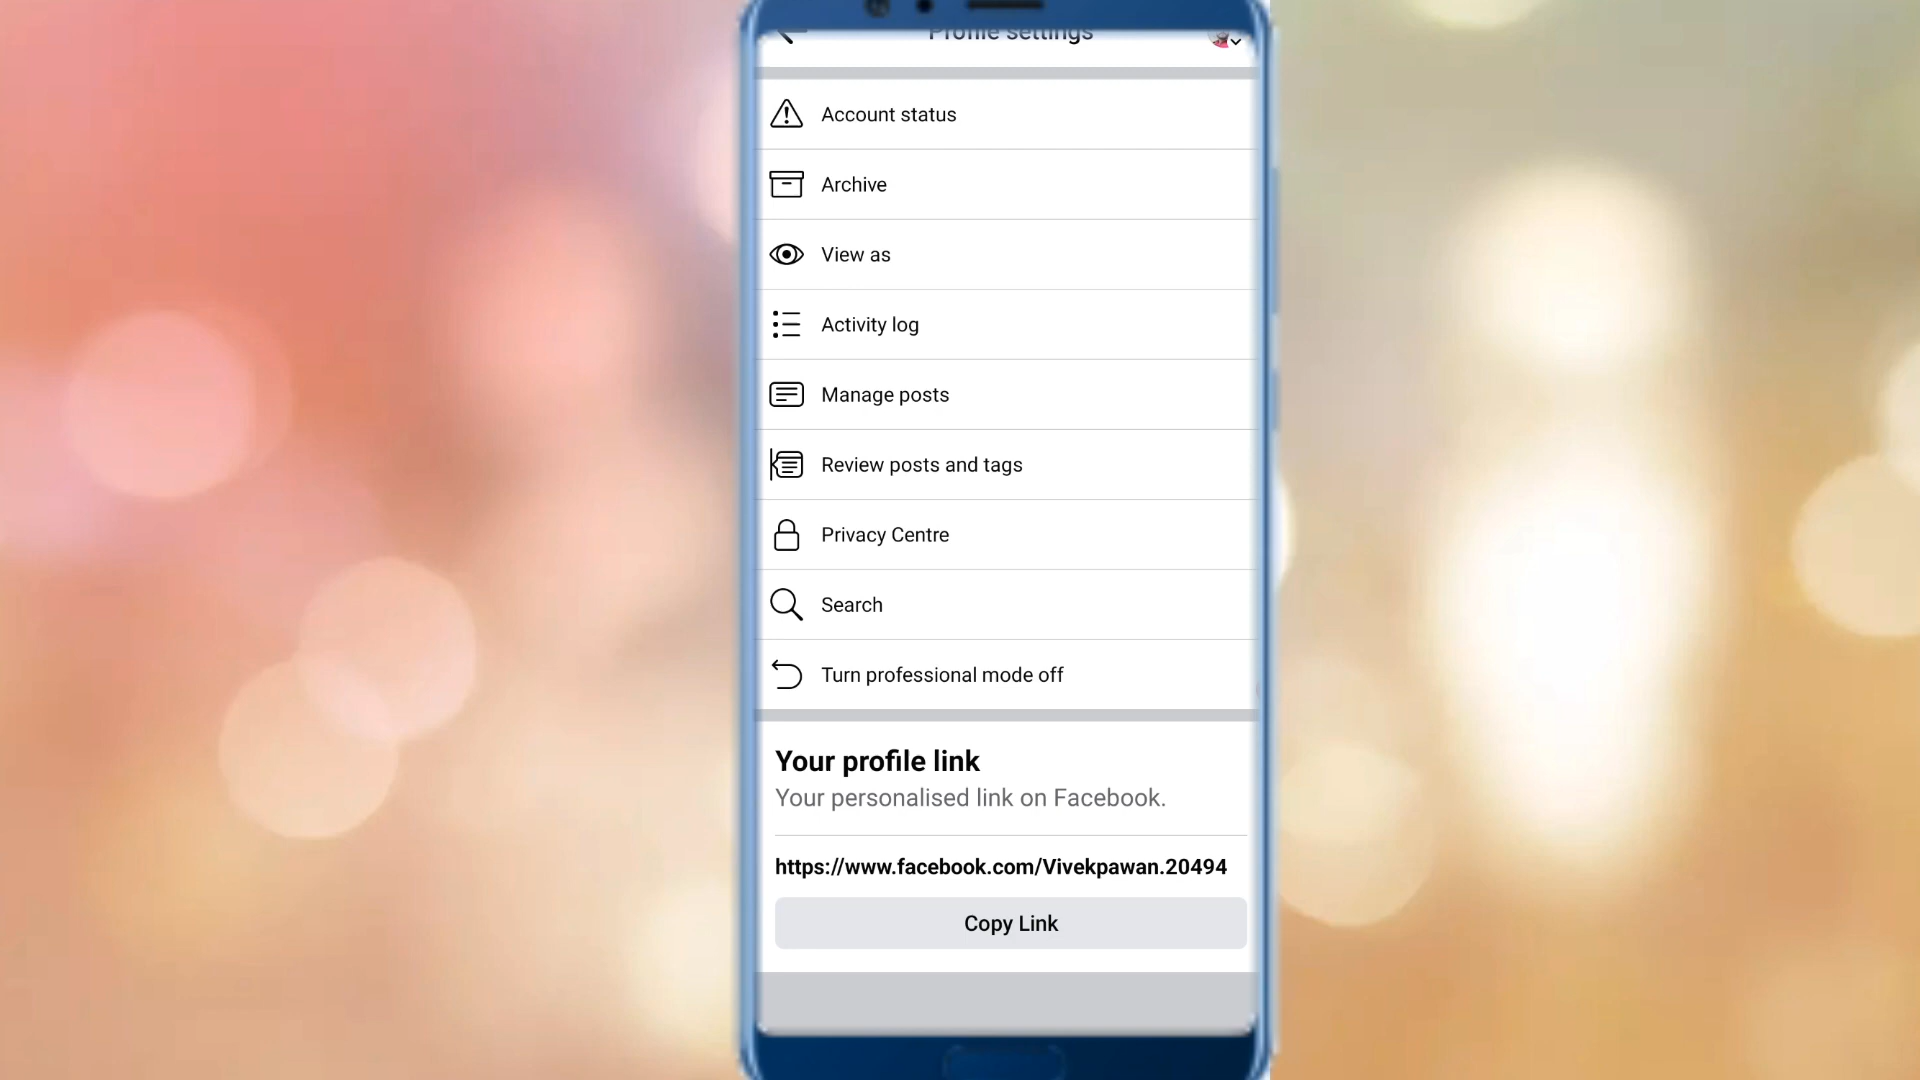 Profile settings
Account status
Archive
View as
Activity log
Manage posts
Review posts and tags
Privacy Centre
Search
Turn professional mode off
Your profile link
Your personalised link on Facebook.
https://www.facebook.com/Vivekpawan.20494
Copy Link